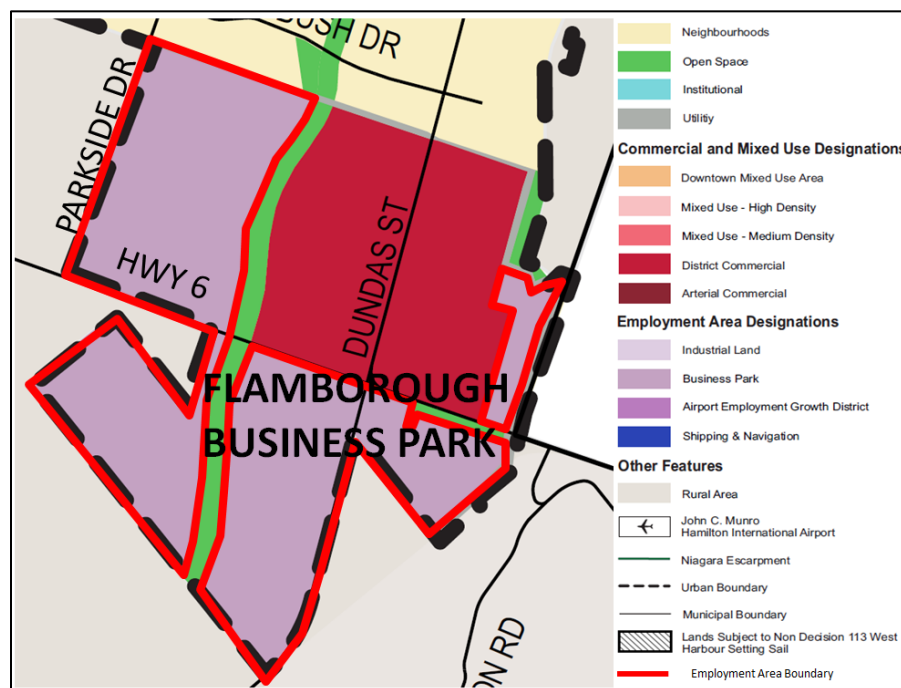 BUSH DR
PARKSIDE DR
HWY 6
DUNDAS ST
FLAMBOROUGH
BUSINESS PARK
ON RD
Neighbourhoods
Open Space
Institutional
Utilitiy
Commercial and Mixed Use Designations
Downtown Mixed Use Area
Mixed Use - High Density
Mixed Use - Medium Density
District Commercial
Arterial Commercial
Employment Area Designations
Industrial Land
Business Park
Airport Employment Growth District
Shipping & Navigation
Other Features
Rural Area
John C. Munro
Hamilton International Airport
Niagara Escarpment
Urban Boundary
Municipal Boundary
Lands Subject to Non Decision 113 West
Harbour Setting Sail
Employment Area Boundary